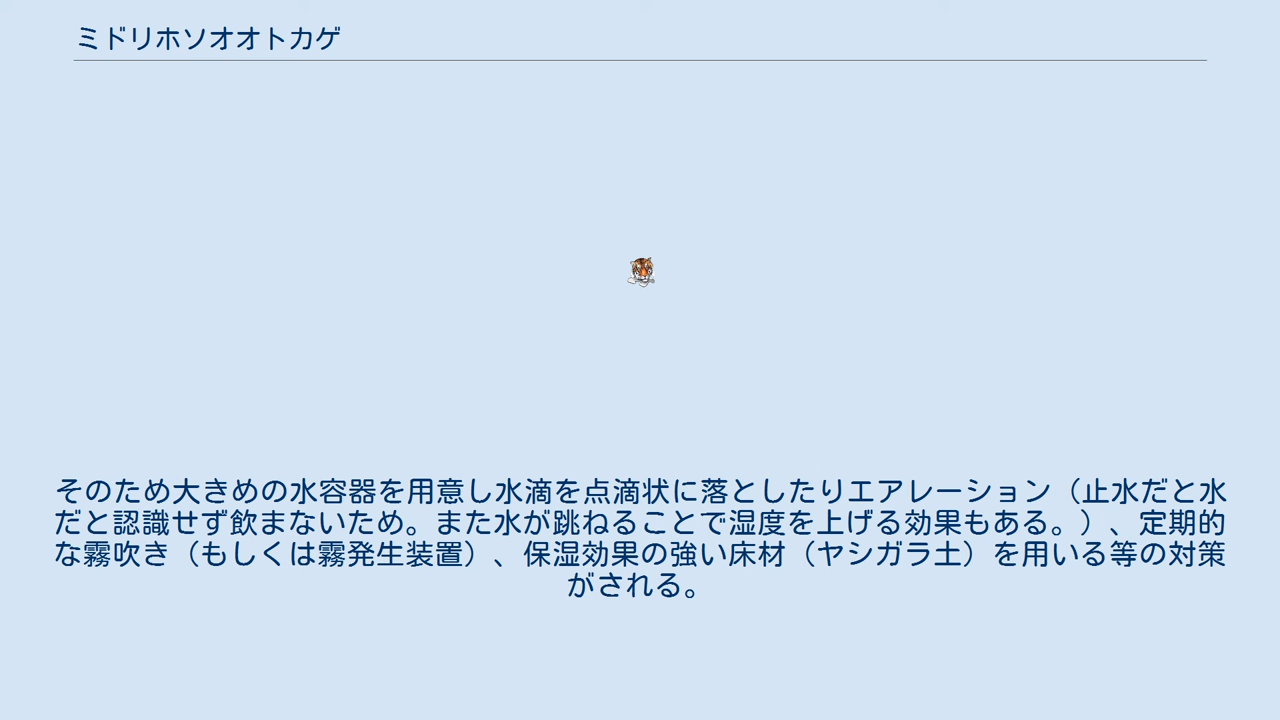 ミドリホソオオトカゲ
そのため大きめの水容器を用意し水滴を点滴状に落としたりエアレーション（止水だと水
だと認識せず飲まないため。また水が跳ねることで湿度を上げる効果もある。）、定期的
な霧吹き（もしくは霧発生装置）、保湿効果の強い床材（ヤシガラ土）を用いる等の対策
がされる。